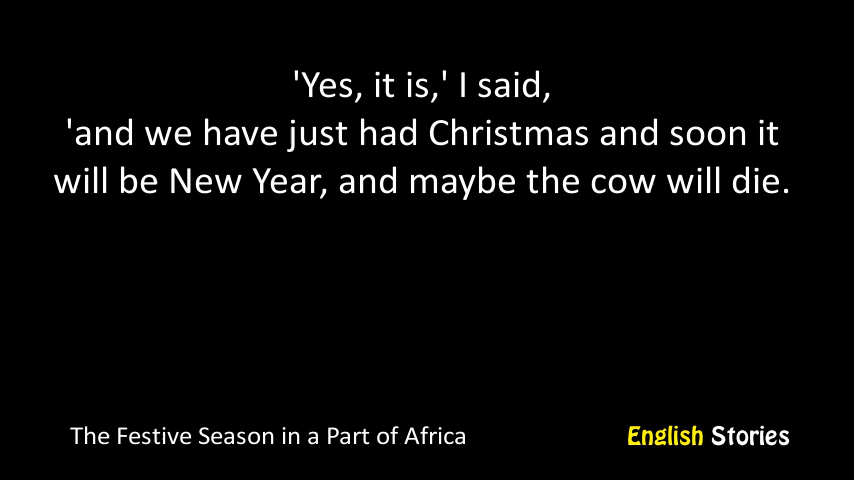 'Yes, it is,' I said,
'and we have just had Christmas and soon it
will be New Year, and maybe the cow will die.
The Festive Season in a Part of Africa
English Stories